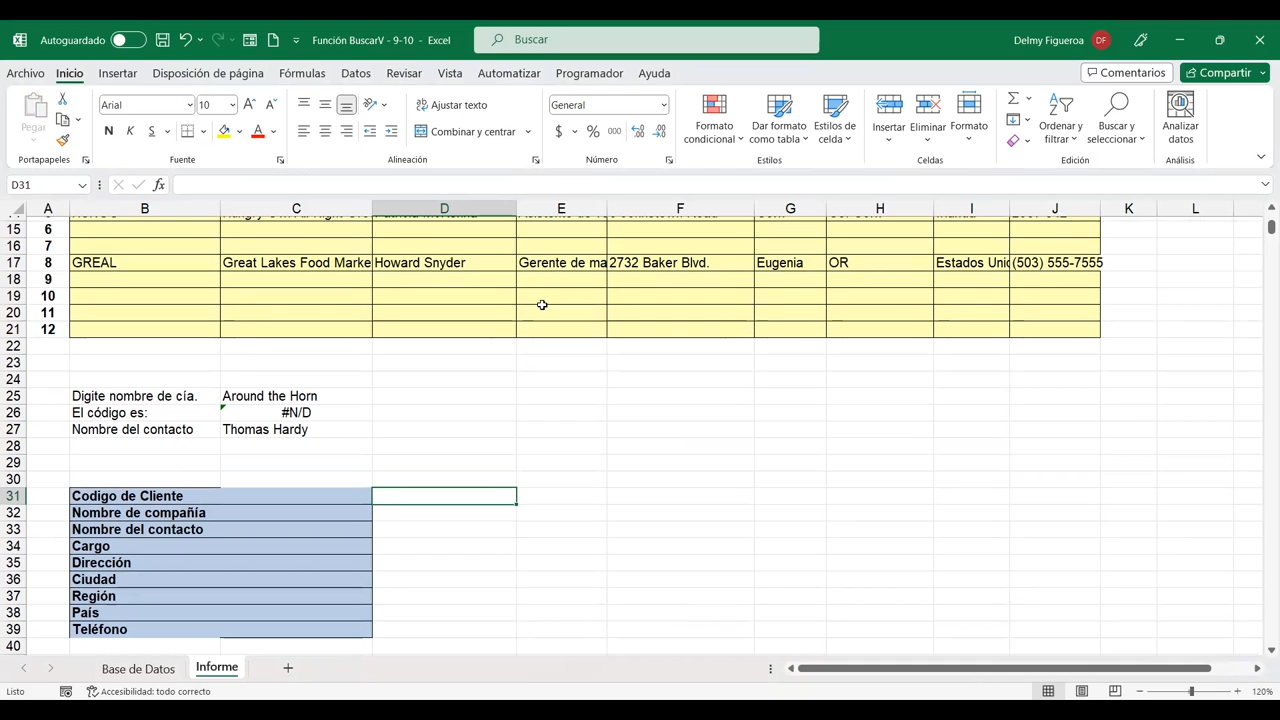 Autoguardado
Función BuscarV - 9-10 - Excel
Buscar
Delmy Figueroa DF
Archivo Inicio Insertar Disposición de página Fórmulas Datos Revisar Vista Automatizar Programador Ayuda
Comentarios Compartir
Pegar
Arial 10
N K S
Ajustar texto
Combinar y centrar
General
$ % 000
Formato condicional
Dar formato como tabla
Estilos de celda
Insertar Eliminar Formato
Ordenar y filtrar
Buscar y seleccionar
Analizar datos
Portapapeles Fuente Alineación Número Estilos Celdas Edición Análisis
D31 fx
A B C D E F G H I J K L
15 6
16 7
17 8 GREAL Great Lakes Food Marke Howard Snyder Gerente de ma 2732 Baker Blvd. Eugenia OR Estados Unid (503) 555-7555
18 9
19 10
20 11
21 12
22
23
24
25 Digite nombre de cía. Around the Horn
26 El código es: #N/D
27 Nombre del contacto Thomas Hardy
28
29
30
31 Codigo de Cliente
32 Nombre de compañía
33 Nombre del contacto
34 Cargo
35 Dirección
36 Ciudad
37 Región
38 País
39 Teléfono
40
Base de Datos Informe
Listo Accesibilidad: todo correcto 120%